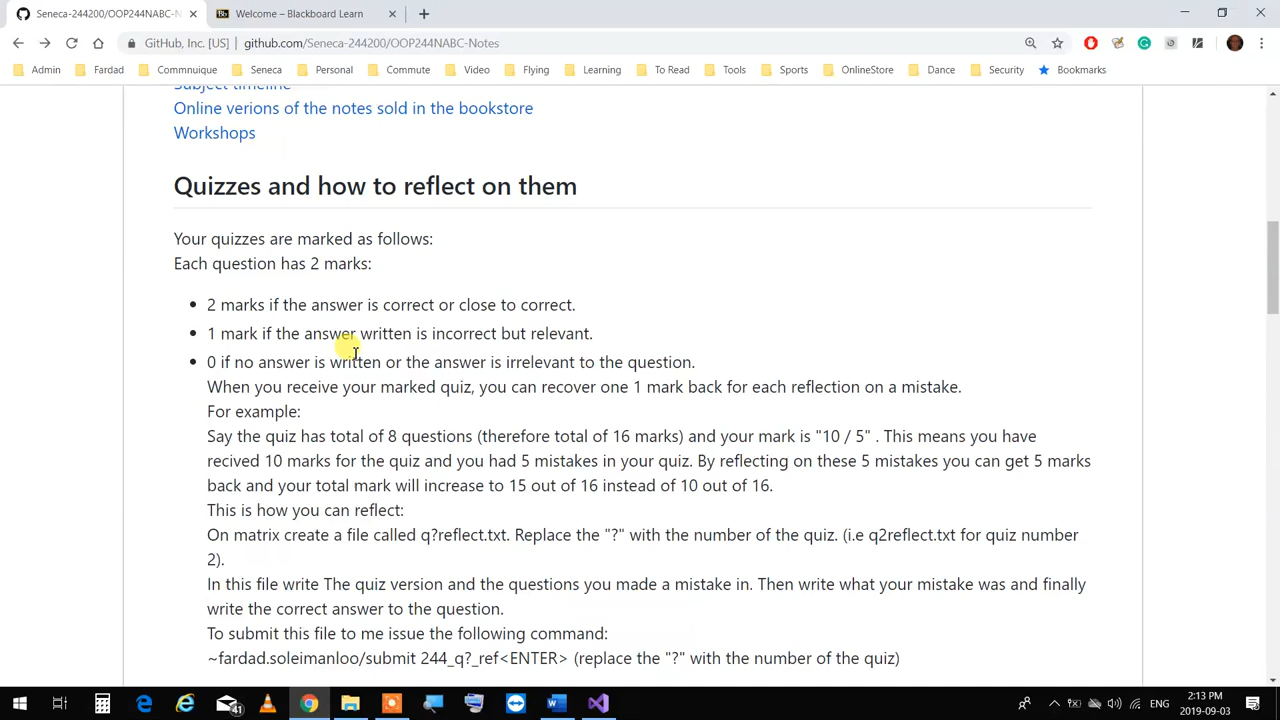 Seneca-244200/OOP244NABC-N
Welcome – Blackboard Learn
GitHub, Inc. [US] | github.com/Seneca-244200/OOP244NABC-Notes
Admin Fardad Commnuique Seneca Personal Commute Video Flying Learning To Read Tools Sports OnlineStore Dance Security Bookmarks
Subject timeline
Online verions of the notes sold in the bookstore
Workshops
Quizzes and how to reflect on them
Your quizzes are marked as follows:
Each question has 2 marks:
2 marks if the answer is correct or close to correct.
1 mark if the answer written is incorrect but relevant.
0 if no answer is written or the answer is irrelevant to the question.
When you receive your marked quiz, you can recover one 1 mark back for each reflection on a mistake.
For example:
Say the quiz has total of 8 questions (therefore total of 16 marks) and your mark is "10 / 5" . This means you have
recived 10 marks for the quiz and you had 5 mistakes in your quiz. By reflecting on these 5 mistakes you can get 5 marks
back and your total mark will increase to 15 out of 16 instead of 10 out of 16.
This is how you can reflect:
On matrix create a file called q?reflect.txt. Replace the "?" with the number of the quiz. (i.e q2reflect.txt for quiz number
2).
In this file write The quiz version and the questions you made a mistake in. Then write what your mistake was and finally
write the correct answer to the question.
To submit this file to me issue the following command:
~fardad.soleimanloo/submit 244_q?_ref<ENTER> (replace the "?" with the number of the quiz)
41
ENG
2:13 PM
2019-09-03